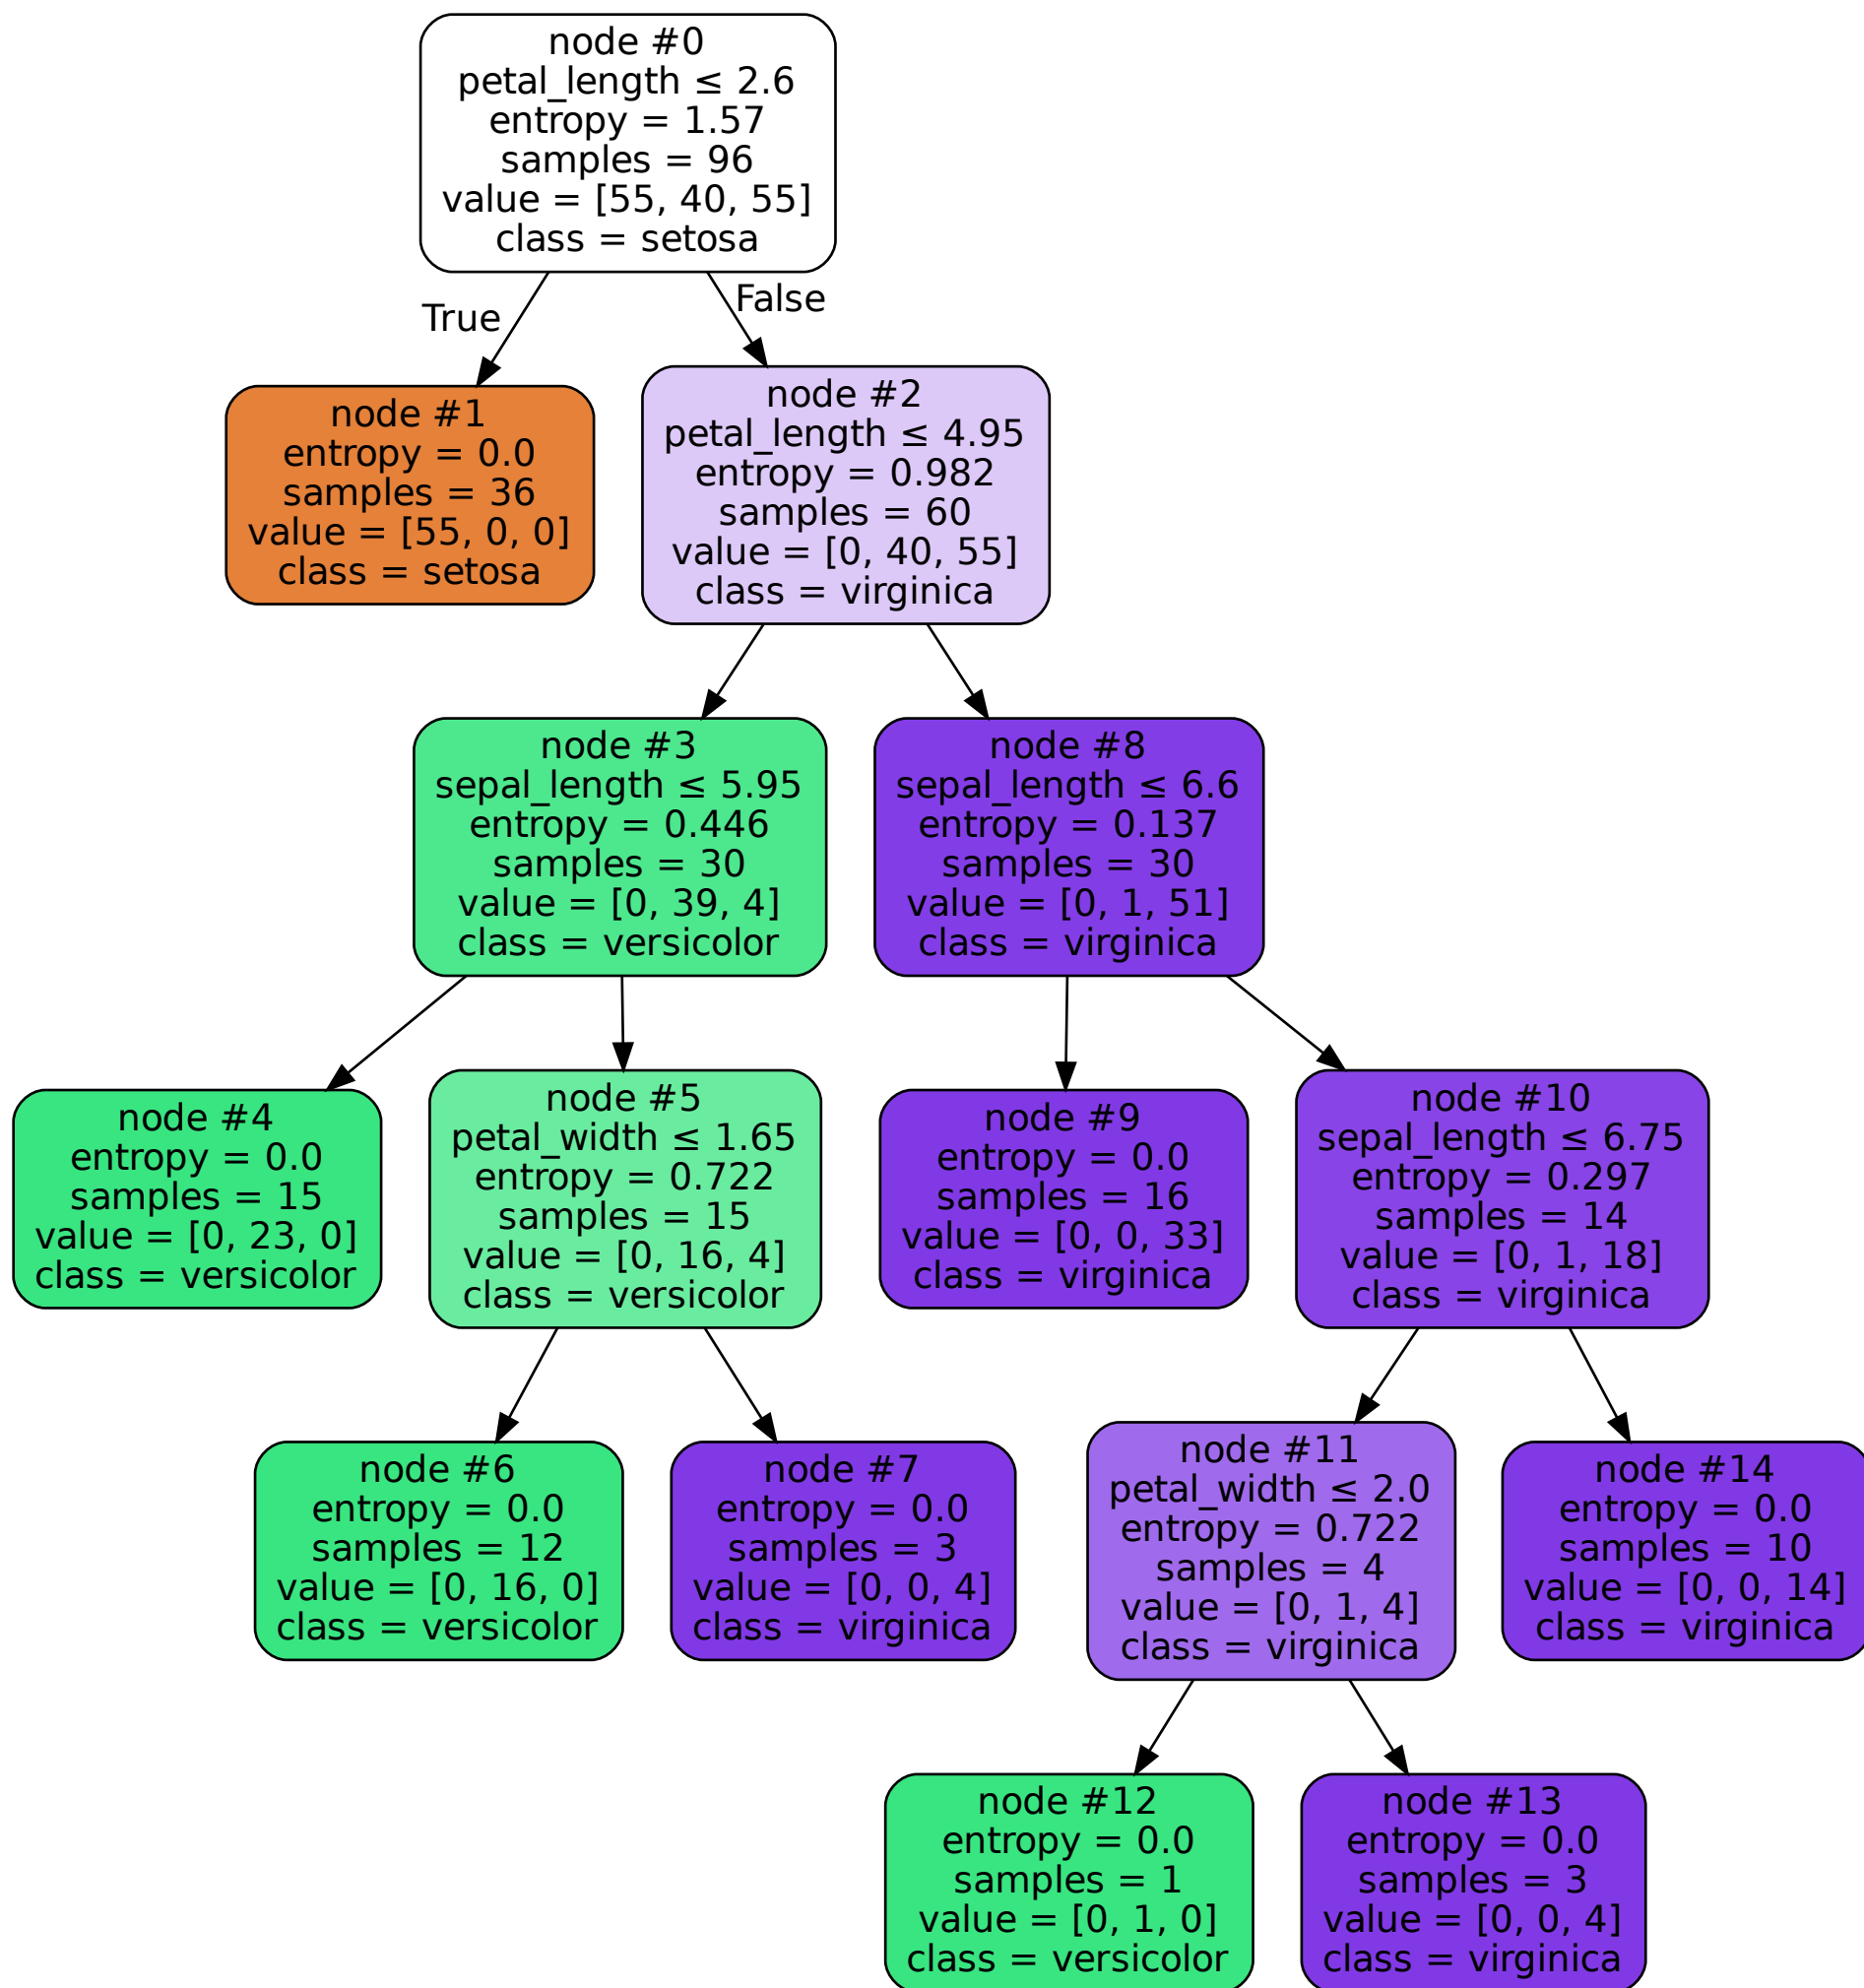 node #0
petal_length ≤ 2.6
entropy = 1.57
samples = 96
value = [55, 40, 55]
class = setosa
True
False
node #1
entropy = 0.0
samples = 36
value = [55, 0, 0]
class = setosa
node #2
petal_length ≤ 4.95
entropy = 0.982
samples = 60
value = [0, 40, 55]
class = virginica
node #3
sepal_length ≤ 5.95
entropy = 0.446
samples = 30
value = [0, 39, 4]
class = versicolor
node #8
sepal_length ≤ 6.6
entropy = 0.137
samples = 30
value = [0, 1, 51]
class = virginica
node #4
entropy = 0.0
samples = 15
value = [0, 23, 0]
class = versicolor
node #5
petal_width ≤ 1.65
entropy = 0.722
samples = 15
value = [0, 16, 4]
class = versicolor
node #9
entropy = 0.0
samples = 16
value = [0, 0, 33]
class = virginica
node #10
sepal_length ≤ 6.75
entropy = 0.297
samples = 14
value = [0, 1, 18]
class = virginica
node #6
entropy = 0.0
samples = 12
value = [0, 16, 0]
class = versicolor
node #7
entropy = 0.0
samples = 3
value = [0, 0, 4]
class = virginica
node #11
petal_width ≤ 2.0
entropy = 0.722
samples = 4
value = [0, 1, 4]
class = virginica
node #14
entropy = 0.0
samples = 10
value = [0, 0, 14]
class = virginica
node #12
entropy = 0.0
samples = 1
value = [0, 1, 0]
class = versicolor
node #13
entropy = 0.0
samples = 3
value = [0, 0, 4]
class = virginica